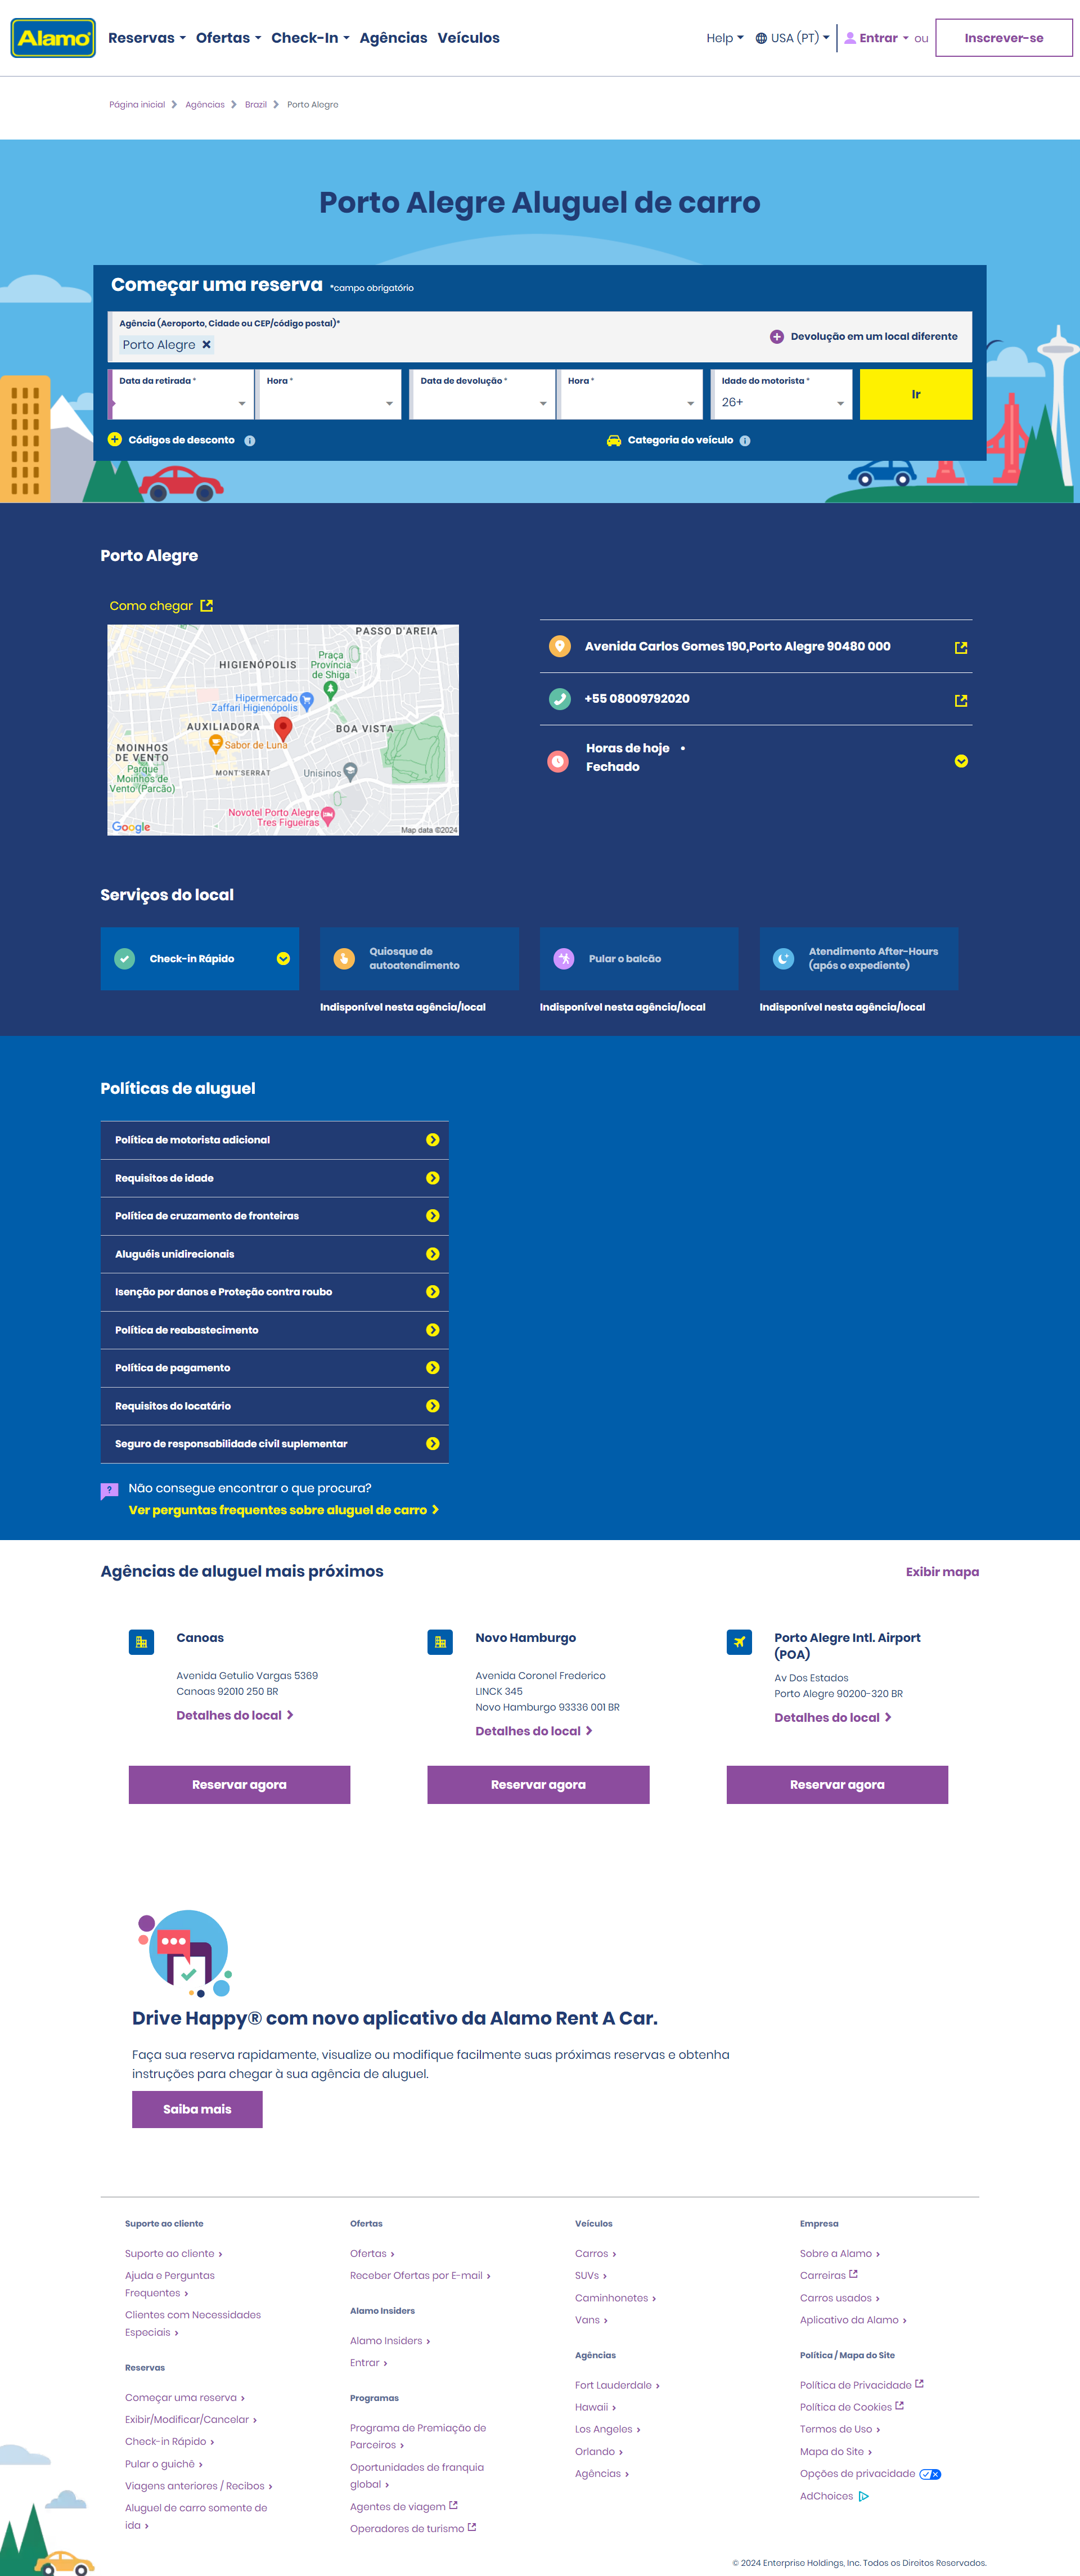 Alamo
Reservas Ofertas Check-In Agências Veículos
Help USA (PT) Entrar ou Inscrever-se
Página inicial Agências Brazil Porto Alegre
Porto Alegre Aluguel de carro
Começar uma reserva *campo obrigatório
Agência (Aeroporto, Cidade ou CEP/código postal)*
Porto Alegre
Devolução em um local diferente
Data da retirada * Hora * Data de devolução * Hora * Idade do motorista *
26+
Ir
Códigos de desconto
Categoria do veículo
Porto Alegre
Como chegar
PASSO D'AREIA
Praça
Província
de Shiga
HIGIENÓPOLIS
Hipermercado
Zaffari Higienópolis
AUXILIADORA
BOA VISTA
Sabor de Luna
MOINHOS
DE VENTO
MONT'SERRAT
Unisinos
Parque
Moinhos de
Vento (Parcão)
Novotel Porto Alegre
Tres Figueiras
Google
Map data ©2024
Avenida Carlos Gomes 190,Porto Alegre 90480 000
+55 08009792020
Horas de hoje •
Fechado
Serviços do local
Check-in Rápido
Quiosque de
autoatendimento
Pular o balcão
Atendimento After-Hours
(após o expediente)
Indisponível nesta agência/local
Indisponível nesta agência/local
Indisponível nesta agência/local
Políticas de aluguel
Política de motorista adicional
Requisitos de idade
Política de cruzamento de fronteiras
Aluguéis unidirecionais
Isenção por danos e Proteção contra roubo
Política de reabastecimento
Política de pagamento
Requisitos do locatário
Seguro de responsabilidade civil suplementar
Não consegue encontrar o que procura?
Ver perguntas frequentes sobre aluguel de carro
Agências de aluguel mais próximos
Exibir mapa
Canoas
Avenida Getulio Vargas 5369
Canoas 92010 250 BR
Detalhes do local
Reservar agora
Novo Hamburgo
Avenida Coronel Frederico
LINCK 345
Novo Hamburgo 93336 001 BR
Detalhes do local
Reservar agora
Porto Alegre Intl. Airport
(POA)
Av Dos Estados
Porto Alegre 90200-320 BR
Detalhes do local
Reservar agora
Drive Happy® com novo aplicativo da Alamo Rent A Car.
Faça sua reserva rapidamente, visualize ou modifique facilmente suas próximas reservas e obtenha
instruções para chegar à sua agência de aluguel.
Saiba mais
Suporte ao cliente
Suporte ao cliente
Ajuda e Perguntas
Frequentes
Clientes com Necessidades
Especiais
Reservas
Começar uma reserva
Exibir/Modificar/Cancelar
Check-in Rápido
Pular o guichê
Viagens anteriores / Recibos
Aluguel de carro somente de
ida
Ofertas
Ofertas
Receber Ofertas por E-mail
Alamo Insiders
Alamo Insiders
Entrar
Programas
Programa de Premiação de
Parceiros
Oportunidades de franquia
global
Agentes de viagem
Operadores de turismo
Veículos
Carros
SUVs
Caminhonetes
Vans
Agências
Fort Lauderdale
Hawaii
Los Angeles
Orlando
Agências
Empresa
Sobre a Alamo
Carreiras
Carros usados
Aplicativo da Alamo
Política / Mapa do Site
Política de Privacidade
Política de Cookies
Termos de Uso
Mapa do Site
Opções de privacidade
AdChoices
© 2024 Enterprise Holdings, Inc. Todos os Direitos Reservados.